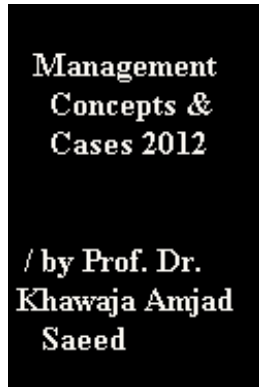 Management
Concepts &
Cases 2012
/ by Prof. Dr.
Khawaja Amjad
Saeed